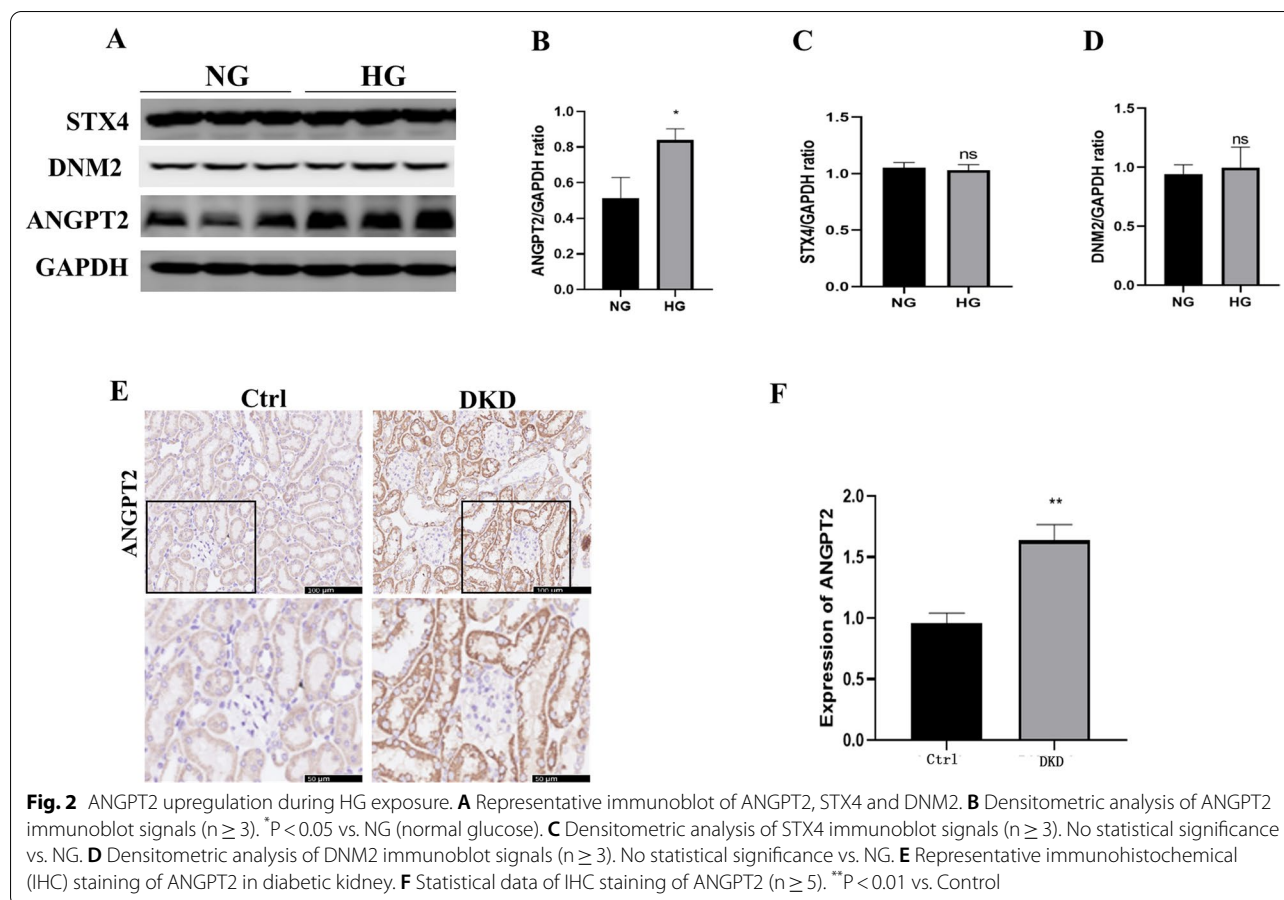 A
NG HG
STX4
DNM2
ANGPT2
GAPDH
B
ANGPT2/GAPDH ratio
1.0
0.8
0.6
0.4
0.2
0.0
*
NG HG
C
STX4/GAPDH ratio
1.5
1.0
0.5
0.0
ns
NG HG
D
DNM2/GAPDH ratio
1.5
1.0
0.5
0.0
ns
NG HG
E
Ctrl DKD
ANGPT2
100 µm 100 µm
50 µm 50 µm
F
Expression of ANGPT2
2.0
1.5
1.0
0.5
0.0
**
Ctrl DKD
Fig. 2 ANGPT2 upregulation during HG exposure. A Representative immunoblot of ANGPT2, STX4 and DNM2. B Densitometric analysis of ANGPT2
immunoblot signals (n ≥ 3). *P < 0.05 vs. NG (normal glucose). C Densitometric analysis of STX4 immunoblot signals (n ≥ 3). No statistical significance
vs. NG. D Densitometric analysis of DNM2 immunoblot signals (n ≥ 3). No statistical significance vs. NG. E Representative immunohistochemical
(IHC) staining of ANGPT2 in diabetic kidney. F Statistical data of IHC staining of ANGPT2 (n ≥ 5). **P < 0.01 vs. Control